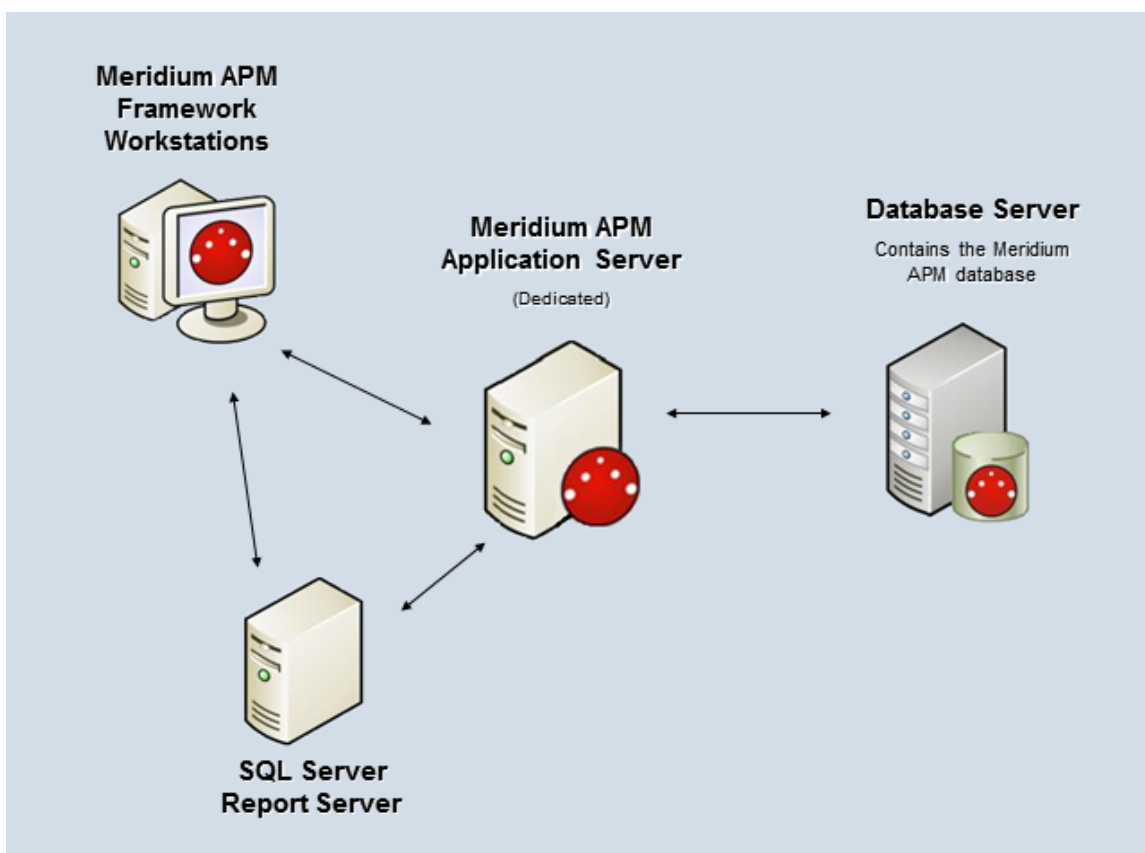 Meridium APM
Framework
Workstations
Meridium APM
Application Server
(Dedicated)
Database Server
Contains the Meridium
APM database
SQL Server
Report Server